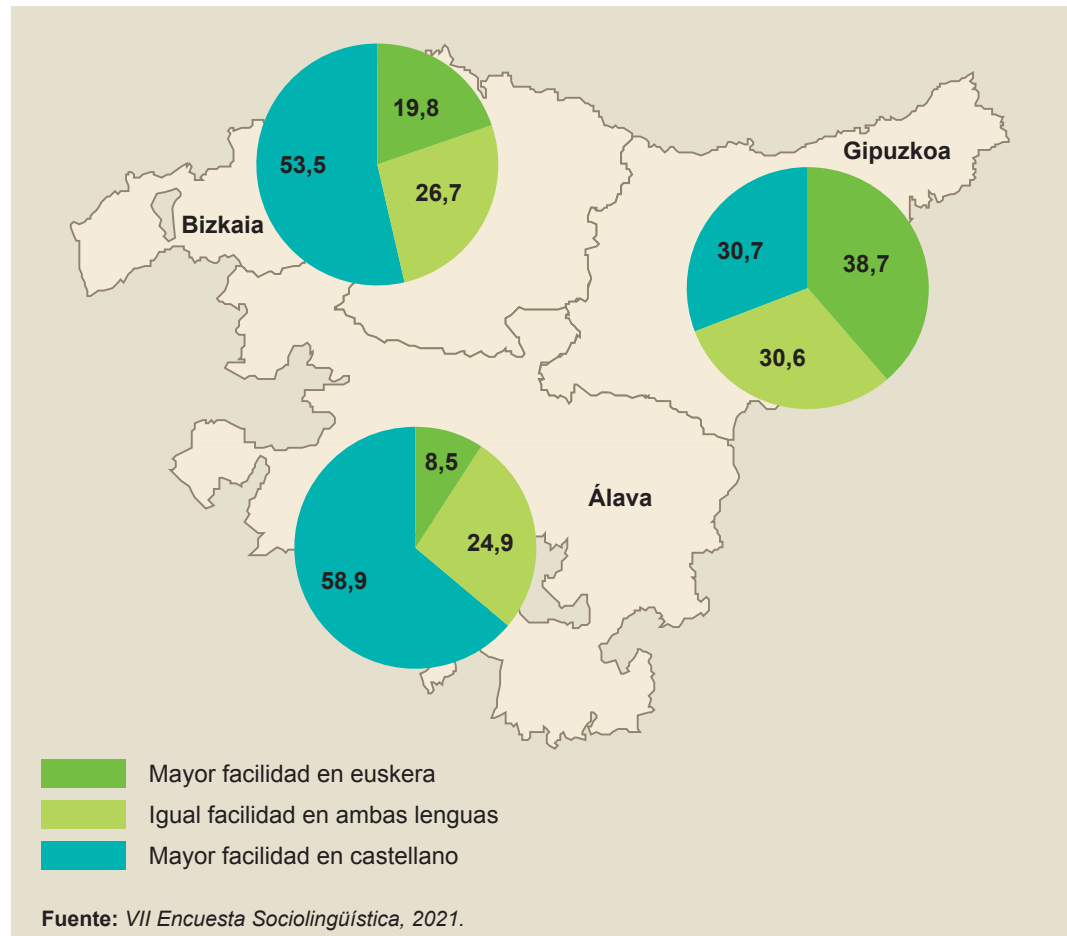 19,8
53,5
26,7
Bizkaia
Gipuzkoa
30,7
38,7
30,6
8,5
Álava
24,9
58,9
Mayor facilidad en euskera
Igual facilidad en ambas lenguas
Mayor facilidad en castellano
Fuente: VII Encuesta Sociolingüística, 2021.